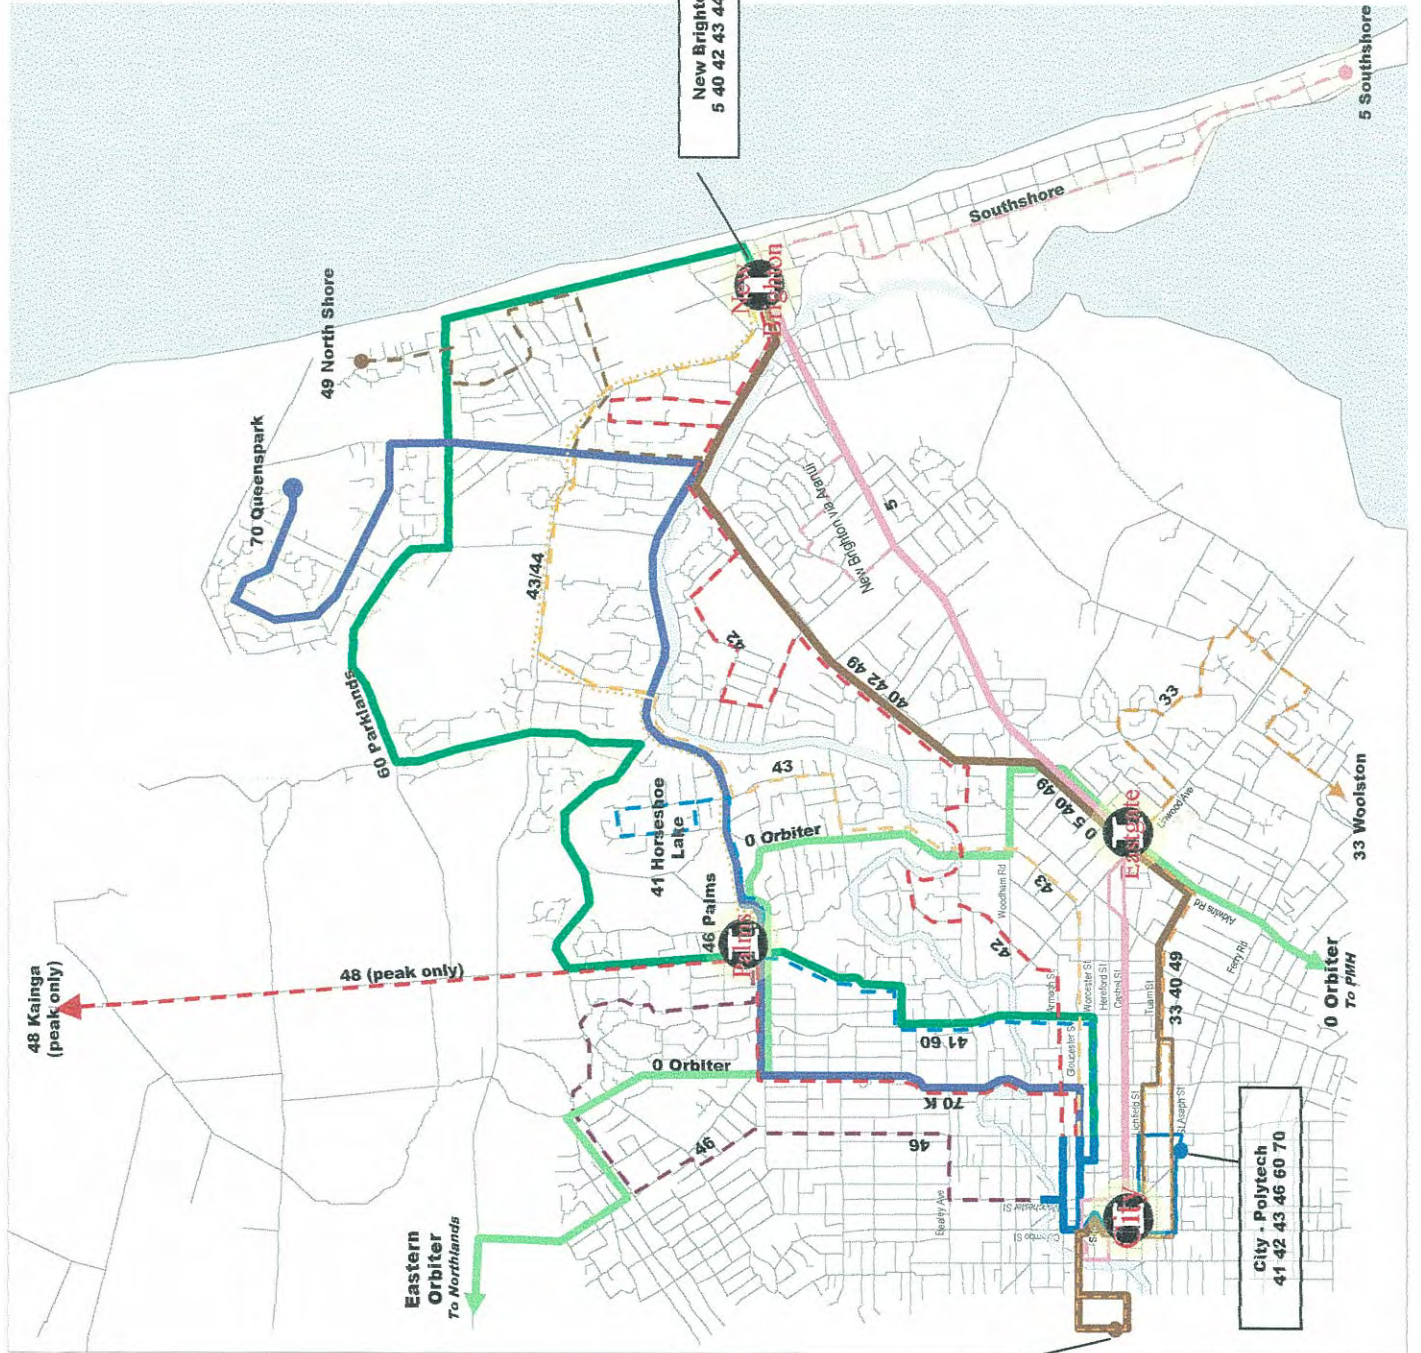 New Bright
5 40 42 43 44
5 Southshore
Southshore
New
Brighton
49 North Shore
70 Queenspark
43/44
New Brighton via Aranui
5
42
40 42 49
60 Parklands
33
33 Woolston
43
41 Horseshoe
Lake
0 Orbiter
0 5 40 49
Linwood Ave
Eastgate
46 Palms
Palms
Woodham Rd
43
42
Aldwins Rd
Ferry Rd
0 Orbiter
To PMH
48 Kainga
(peak only)
48 (peak only)
Armagh St
Gloucester St
Worcester St
Hereford St
Cashel St
Tuam St
33 40 49
41 60
0 Orbiter
70 K
46
46
Bealey Ave
St Asaph St
City
Eastern
Orbiter
To Northlands
City - Polytech
41 42 43 46 60 70